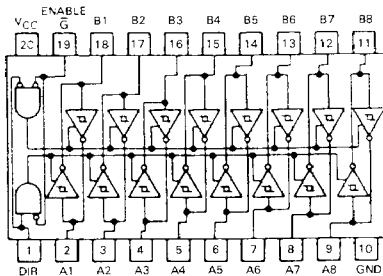 ENABLE
VCC G B1 B2 B3 B4 B5 B6 B7 B8
20 19 18 17 16 15 14 13 12 11
1 2 3 4 5 6 7 8 9 10
DIR A1 A2 A3 A4 A5 A6 A7 A8 GND